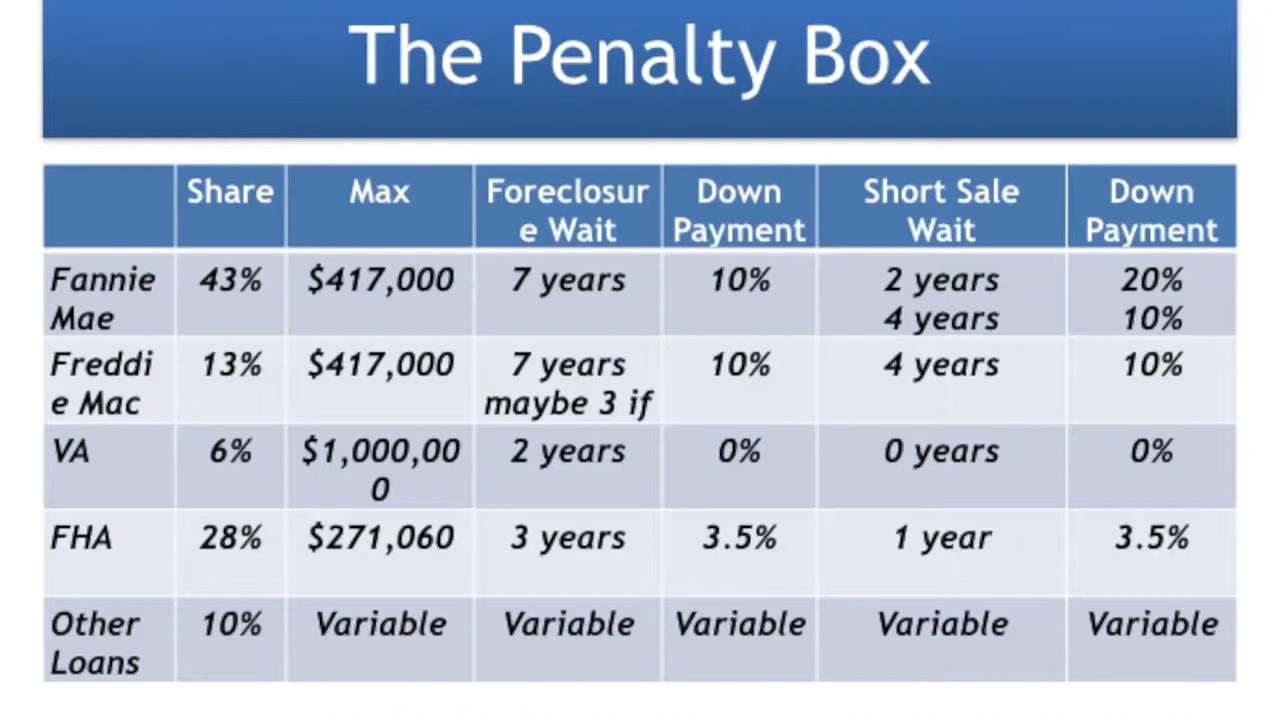 The Penalty Box
Share Max Foreclosur Down Short Sale Down
e Wait Payment Wait Payment
Fannie 43% $417,000 7 years 10% 2 years 20%
Mae 4 years 10%
Freddi 13% $417,000 7 years 10% 4 years 10%
e Mac maybe 3 if
VA 6% $1,000,00 2 years 0% 0 years 0%
0
FHA 28% $271,060 3 years 3.5% 1 year 3.5%
Other 10% Variable Variable Variable Variable Variable
Loans